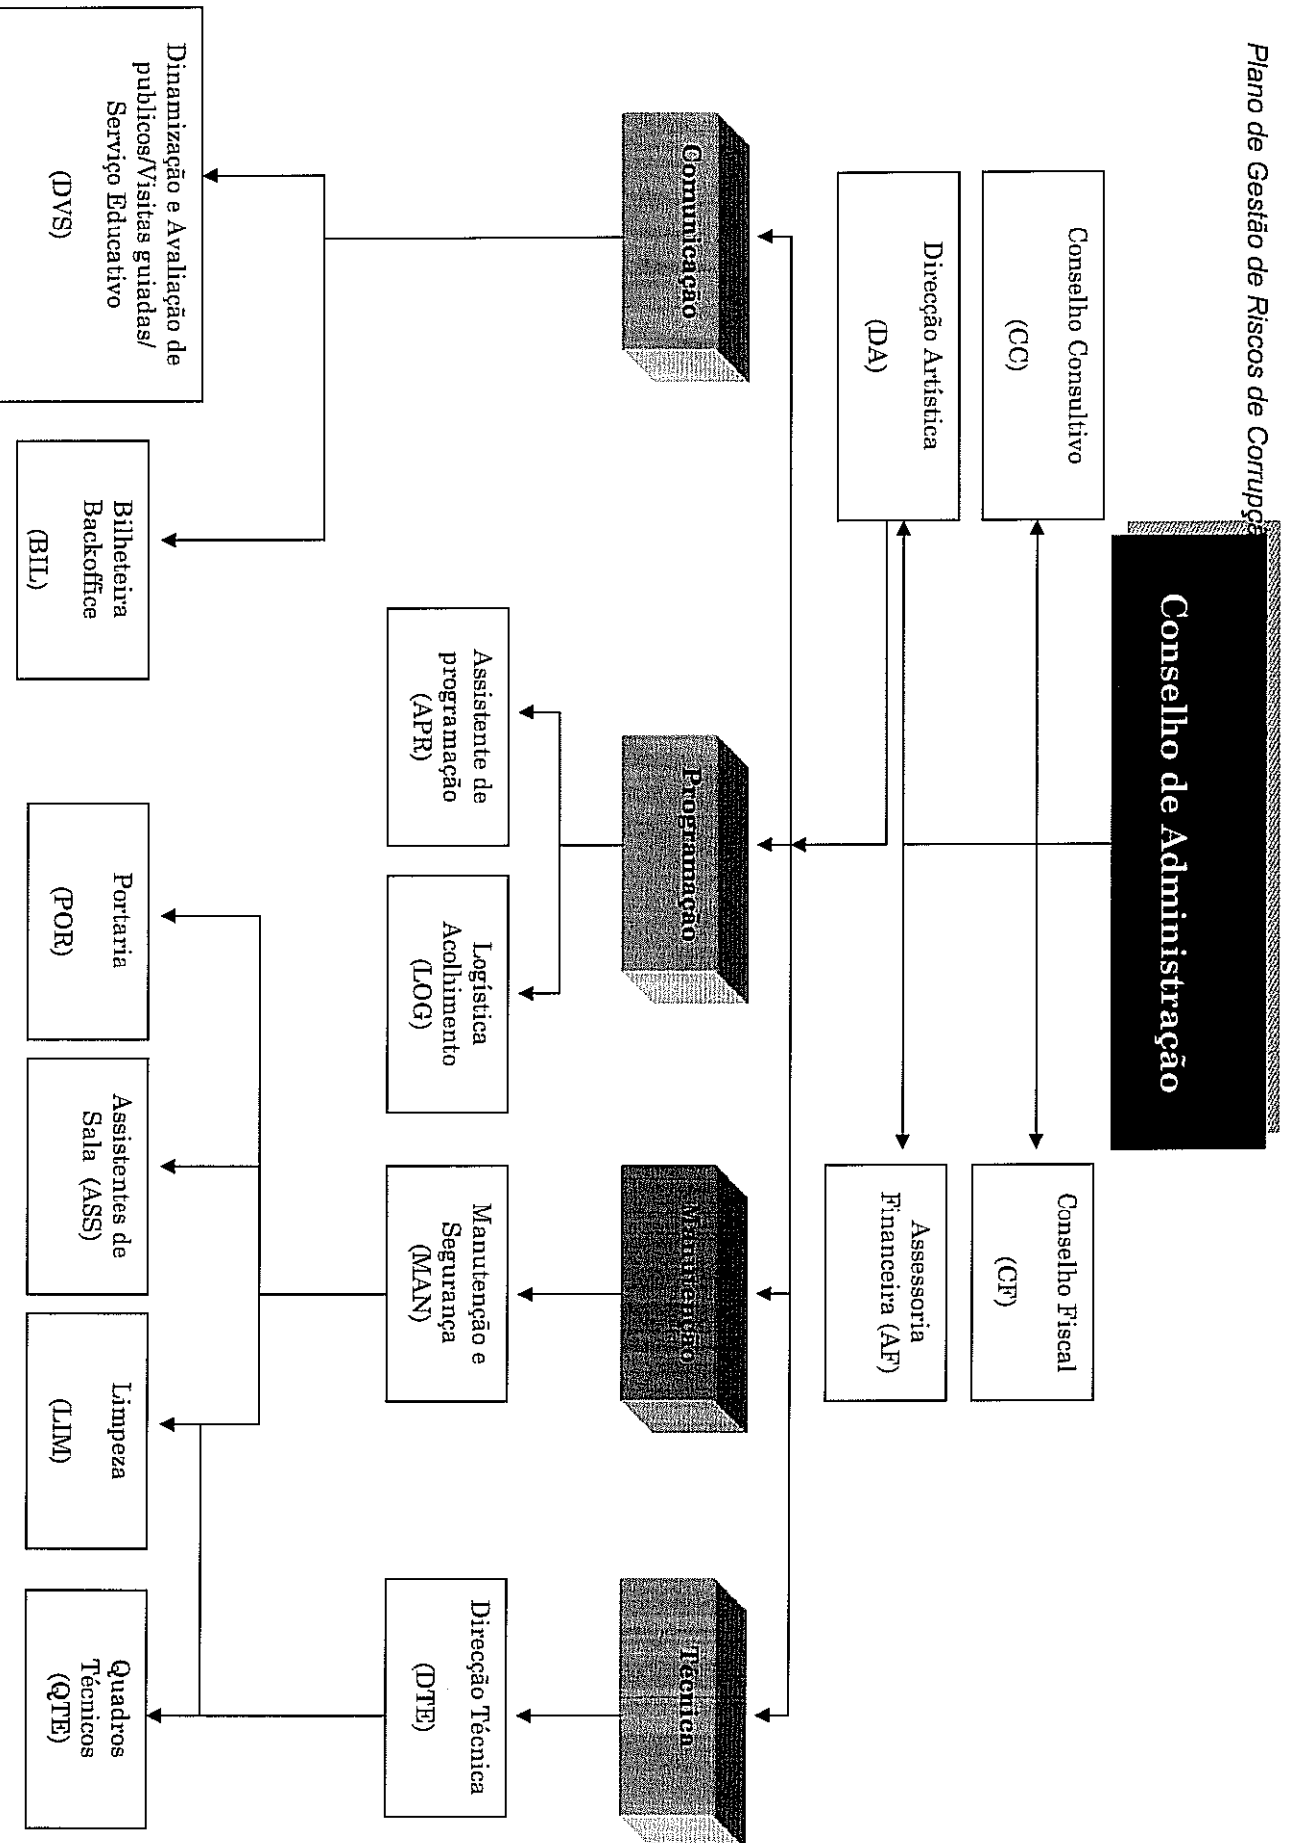 Plano de Gestão de Riscos de Corrupçã
Conselho de Administração
Conselho Consultivo
(CC)
Conselho Fiscal
(CF)
Direcção Artística
(DA)
Assessoria
Financeira (AF)
Comunicação
Programação
Manutenção
Técnica
Assistente de
programação
(APR)
Logística
Acolhimento
(LOG)
Manutenção e
Segurança
(MAN)
Direcção Técnica
(DTE)
Dinamização e Avaliação de
publicos/Visitas guiadas/
Serviço Educativo
(DVS)
Bilheteira
Backoffice
(BIL)
Portaria
(POR)
Assistentes de
Sala (ASS)
Limpeza
(LIM)
Quadros
Técnicos
(QTE)